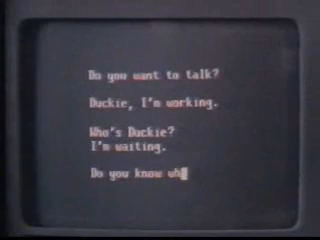 Do you want to talk?
Duckie, I'm working.
Who's Duckie?
I'm waiting.
Do you know wh